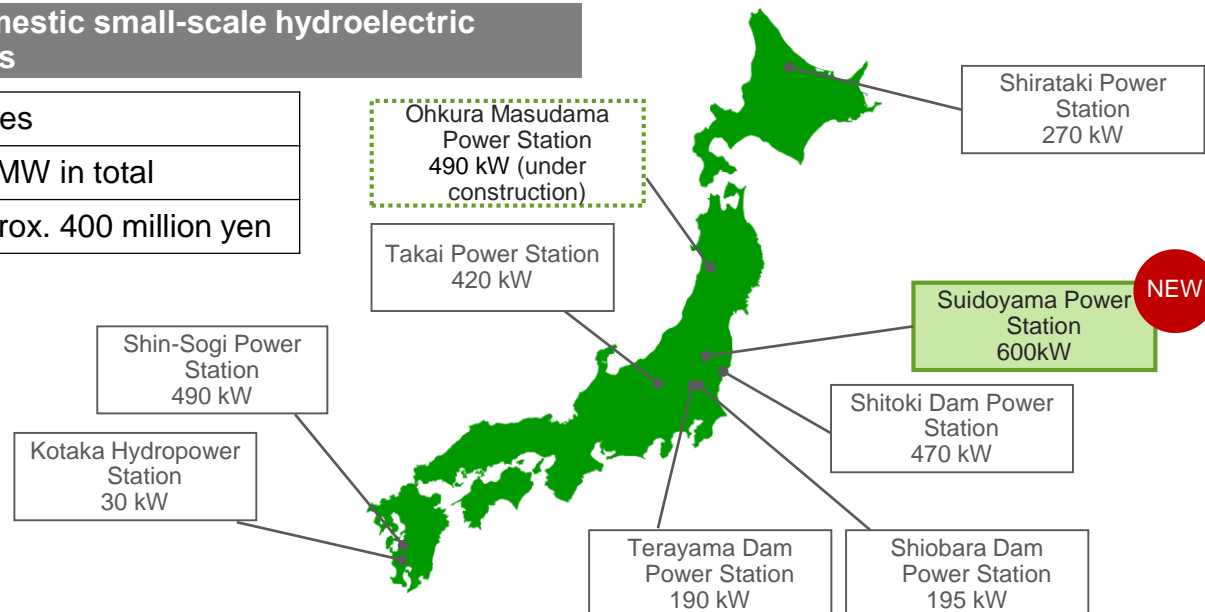 small-scale hydroelectric
es
MW in total
400 million yen
Shirataki Power
Station
270 kW
Ohkura Masudama
Power Station
490 kW (under
construction)
Takai Power Station
420 kW
NEW
Suidoyama Power
Station
600kW
Shin-Sogi Power
Station
490 kW
Shitoki Dam Power
Station
470 kW
Kotaka Hydropower
Station
30 kW
Terayama Dam
Power Station
190 kW
Shiobara Dam
Power Station
195 kW